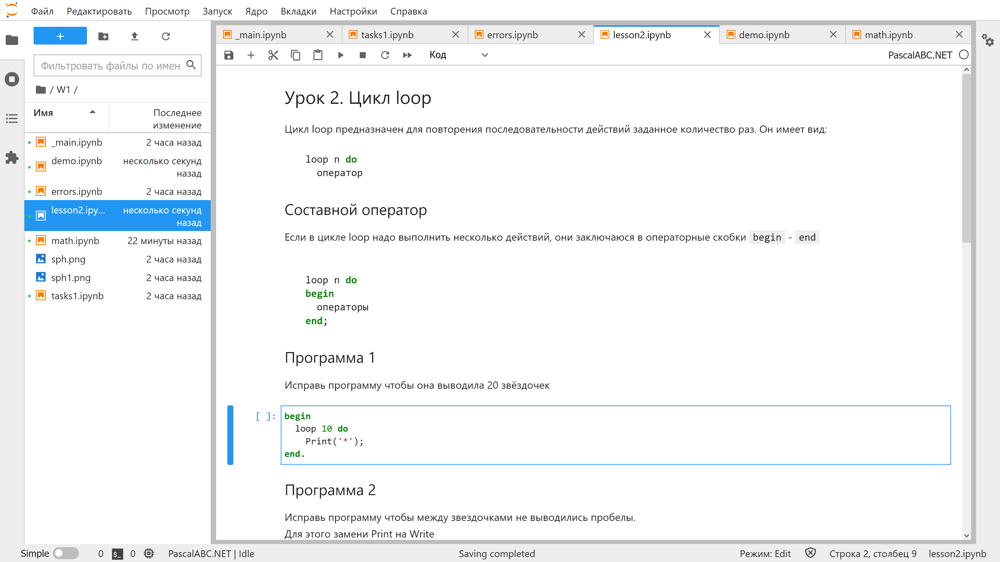 Файл Редактировать Просмотр Запуск Ядро Вкладки Настройки Справка
+
Фильтровать файлы по имен
/ W1 /
Имя Последнее изменение
_main.ipynb 2 часа назад
demo.ipynb несколько секунд назад
errors.ipynb 2 часа назад
lesson2.ipy... несколько секунд назад
math.ipynb 22 минуты назад
sph.png 2 часа назад
sph1.png 2 часа назад
tasks1.ipynb 2 часа назад
_main.ipynb tasks1.ipynb errors.ipynb lesson2.ipynb demo.ipynb math.ipynb
Код PascalABC.NET
Урок 2. Цикл loop
Цикл loop предназначен для повторения последовательности действий заданное количество раз. Он имеет вид:
loop n do
оператор
Составной оператор
Если в цикле loop надо выполнить несколько действий, они заключаюся в операторные скобки begin - end
loop n do
begin
операторы
end;
Программа 1
Исправь программу чтобы она выводила 20 звёздочек
[ ]:
begin
loop 10 do
Print('*');
end.
Программа 2
Исправь программу чтобы между звездочками не выводились пробелы.
Для этого замени Print на Write
Simple 0 $_ 0 PascalABC.NET | Idle Saving completed Режим: Edit Строка 2, столбец 9 lesson2.ipynb